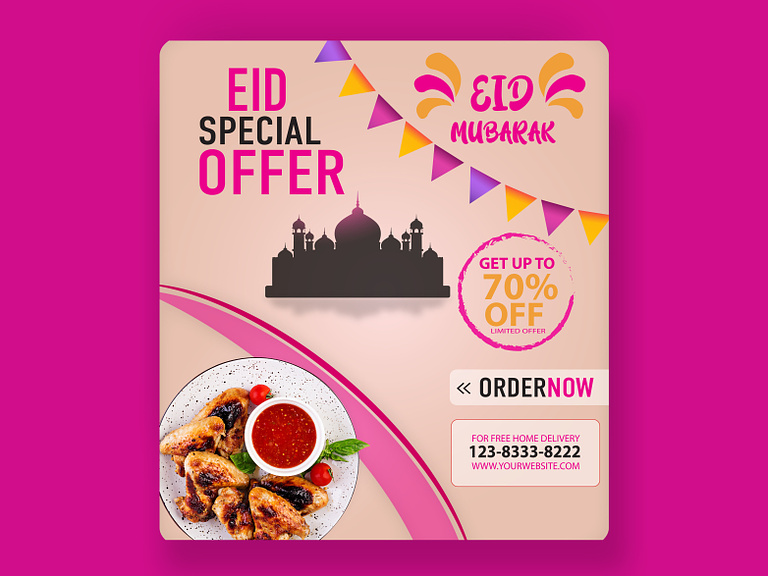 EID
SPECIAL
OFFER
EID
MUBARAK
GET UP TO
70%
OFF
LIMITED OFFER
« ORDERNOW
FOR FREE HOME DELIVERY
123-8333-8222
WWW.YOURWEBSITE.COM